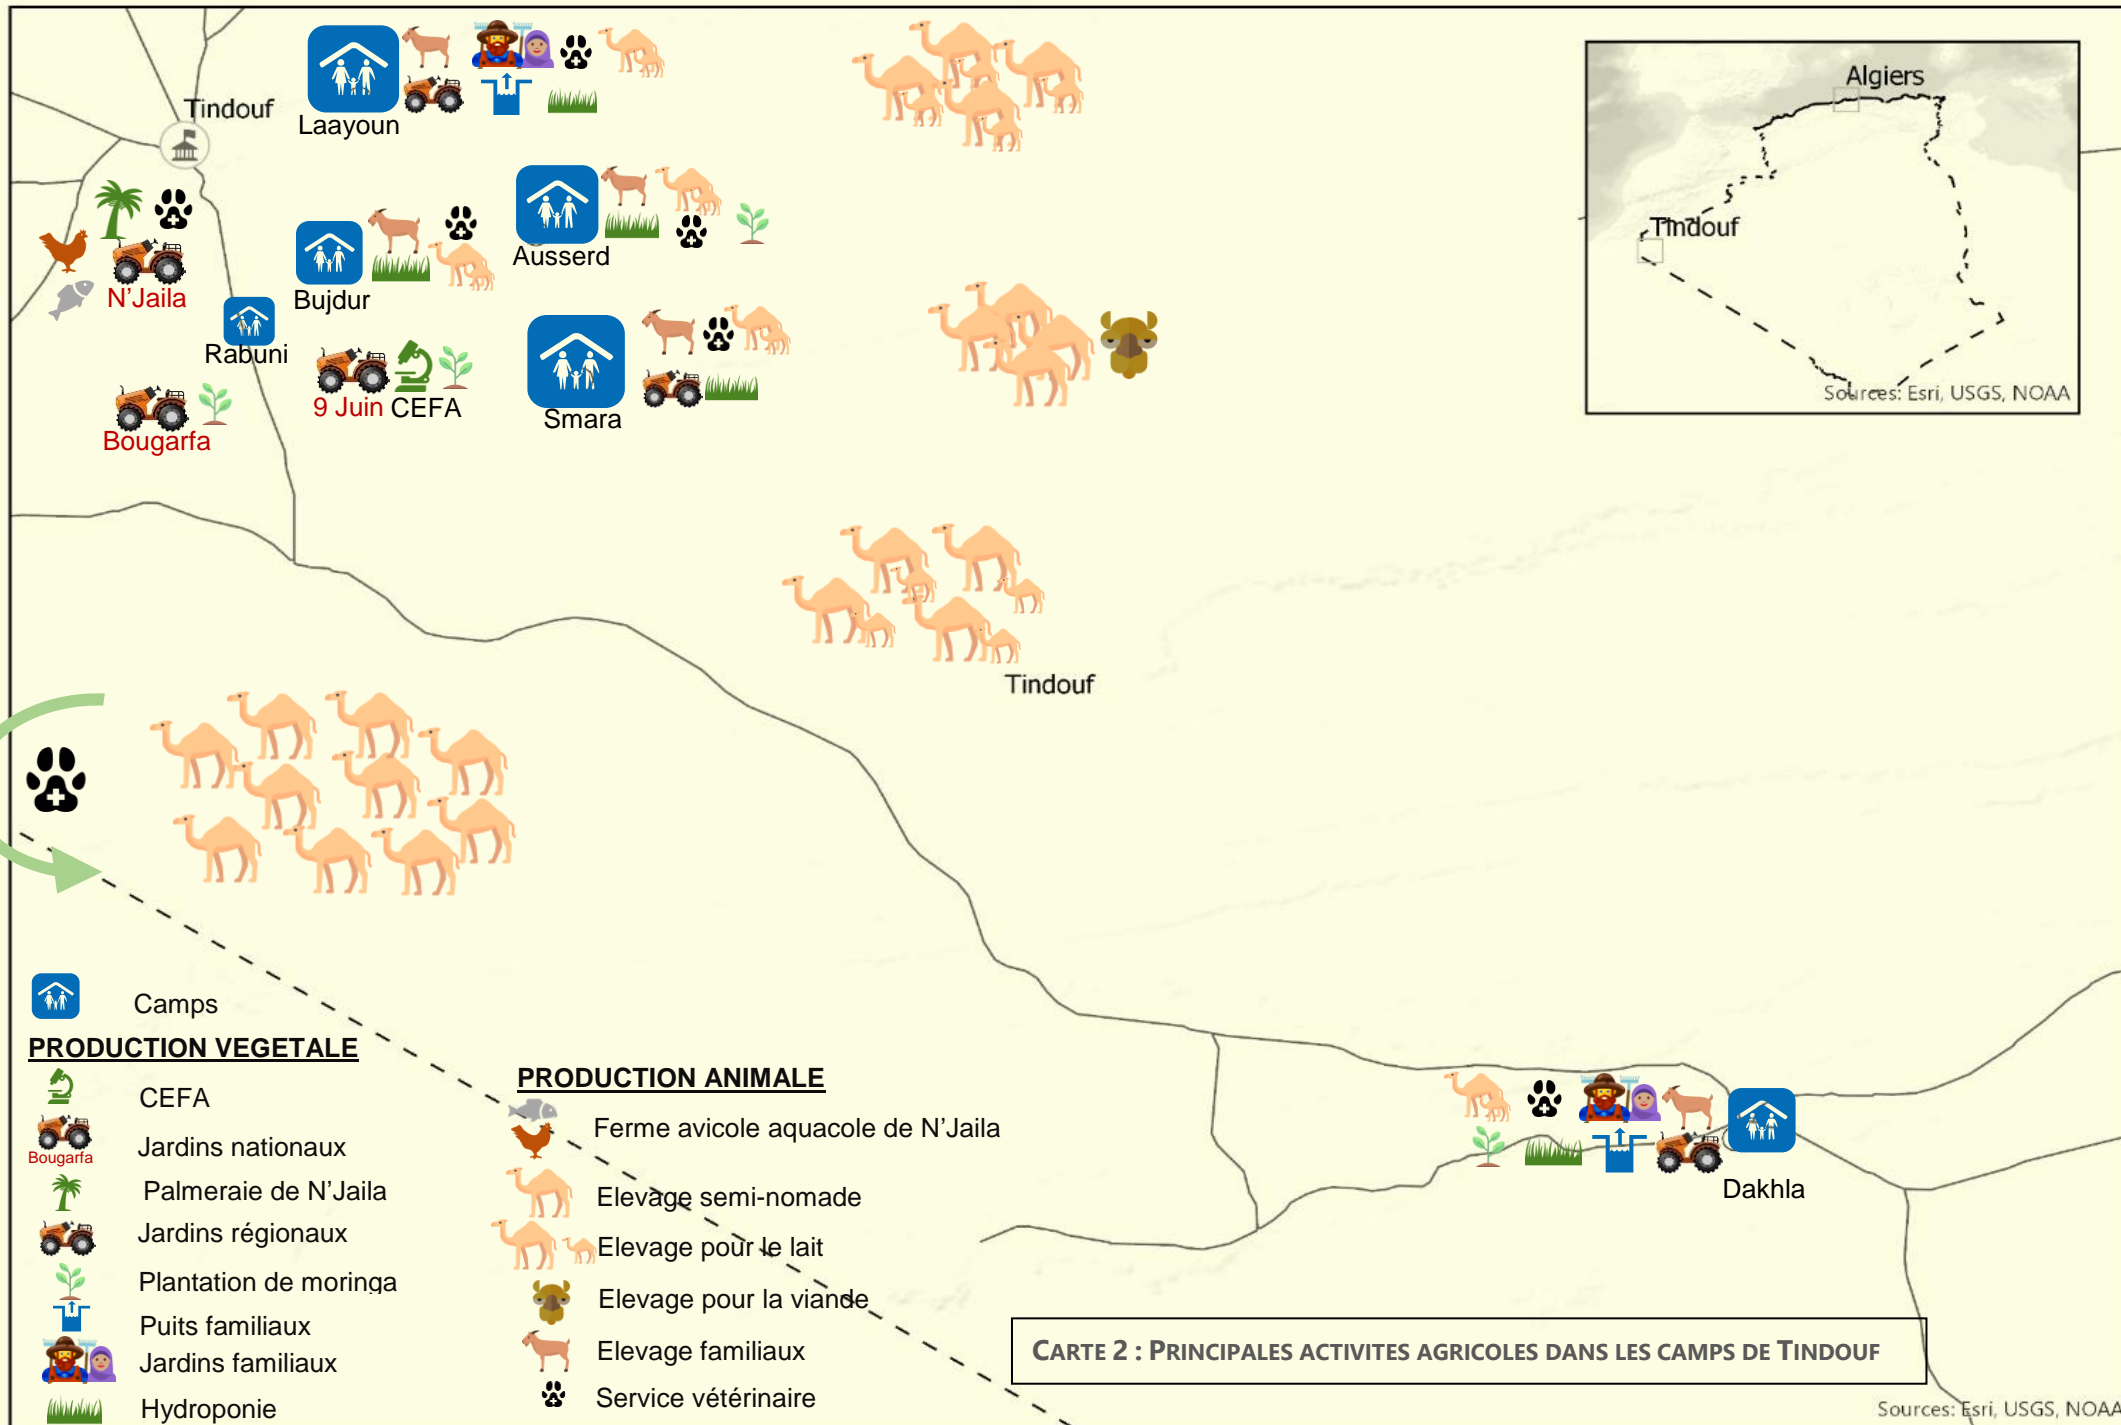 Tindouf
Laayoun
Algiers
Tindouf
Sources: Esri, USGS, NOAA
Ausserd
N'Jaila
Bujdur
Rabuni
9 Juin CEFA
Smara
Bougarfa
Tindouf
Dakhla
Camps
PRODUCTION VEGETALE
CEFA
Bougarfa
Jardins nationaux
Palmeraie de N'Jaila
Jardins régionaux
Plantation de moringa
Puits familiaux
Jardins familiaux
Hydroponie
PRODUCTION ANIMALE
Ferme avicole aquacole de N'Jaila
Elevage semi-nomade
Elevage pour le lait
Elevage pour la viande
Elevage familiaux
Service vétérinaire
CARTE 2 : PRINCIPALES ACTIVITES AGRICOLES DANS LES CAMPS DE TINDOUF
Sources: Esri, USGS, NOAA